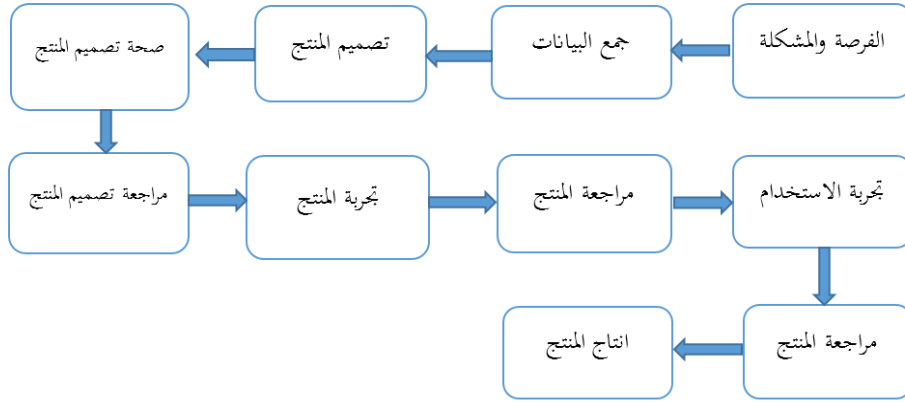 الفرصة والمشكلة
جمع البيانات
تصميم المنتج
صحة تصميم المنتج
مراجعة تصميم المنتج
تجربة المنتج
مراجعة المنتج
تجربة الاستخدام
مراجعة المنتج
انتاج المنتج